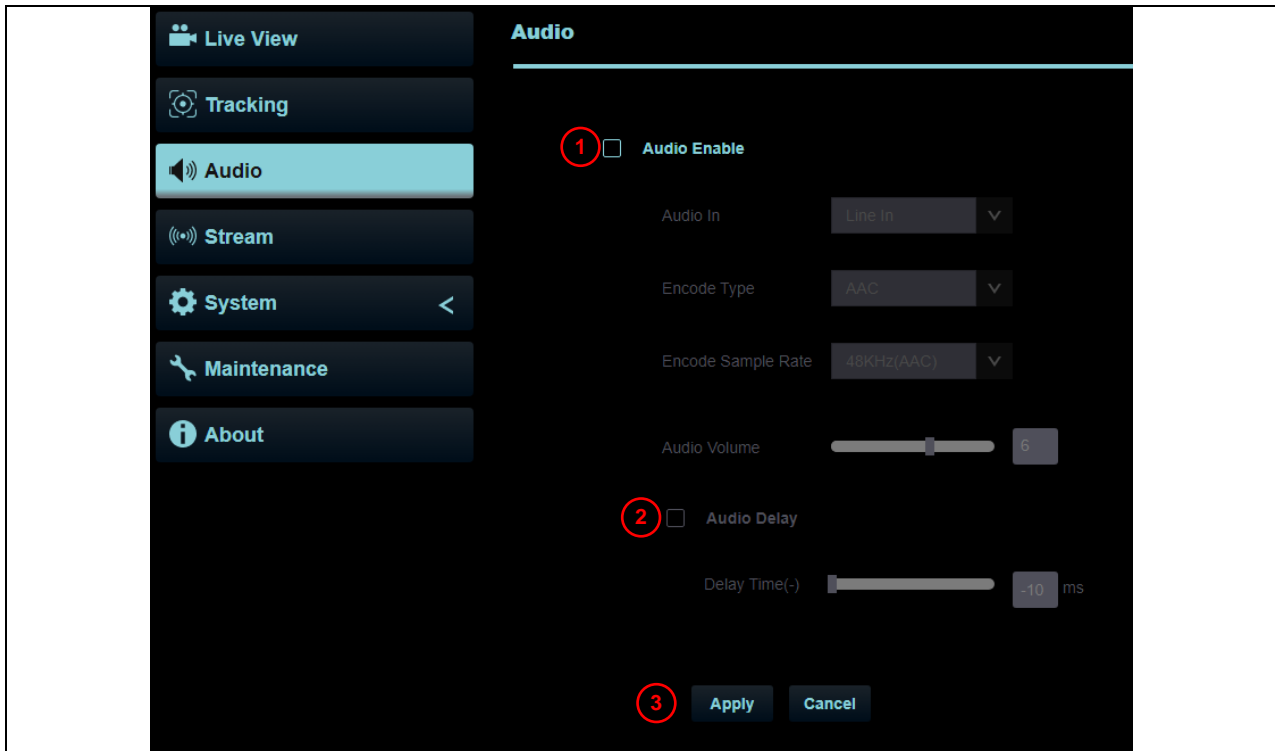 Live View
Tracking
Audio
Stream
System <
Maintenance
About
Audio
1 Audio Enable
Audio In Line In
Encode Type AAC
Encode Sample Rate 48KHz(AAC)
Audio Volume 6
2 Audio Delay
Delay Time(-) -10 ms
3 Apply Cancel